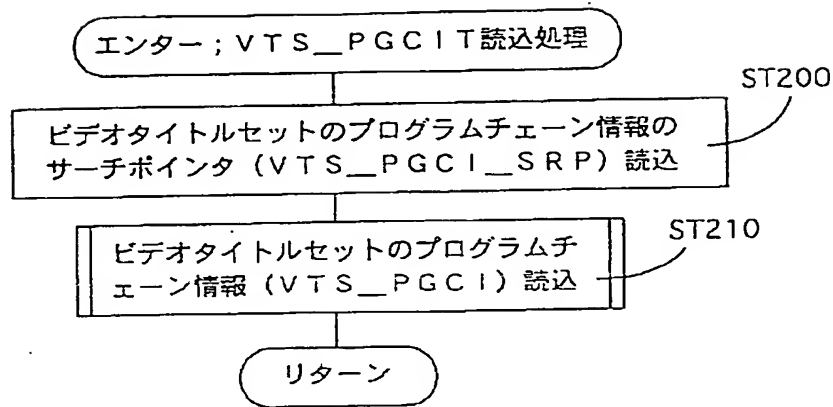 エンター；ＶＴＳ＿ＰＧＣＩＴ読込処理
ST200
ビデオタイトルセットのプログラムチェーン情報の
サーチポインタ（ＶＴＳ＿ＰＧＣＩ＿ＳＲＰ）読込
ST210
ビデオタイトルセットのプログラムチ
ェーン情報（ＶＴＳ＿ＰＧＣＩ）読込
リターン